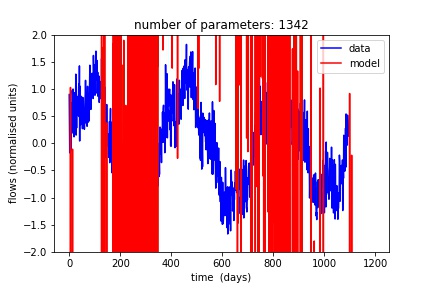 number of parameters: 1342
2.0
1.5
1.0
0.5
0.0
−0.5
−1.0
−1.5
−2.0
flows (normalised units)
data
model
0 200 400 600 800 1000 1200
time (days)